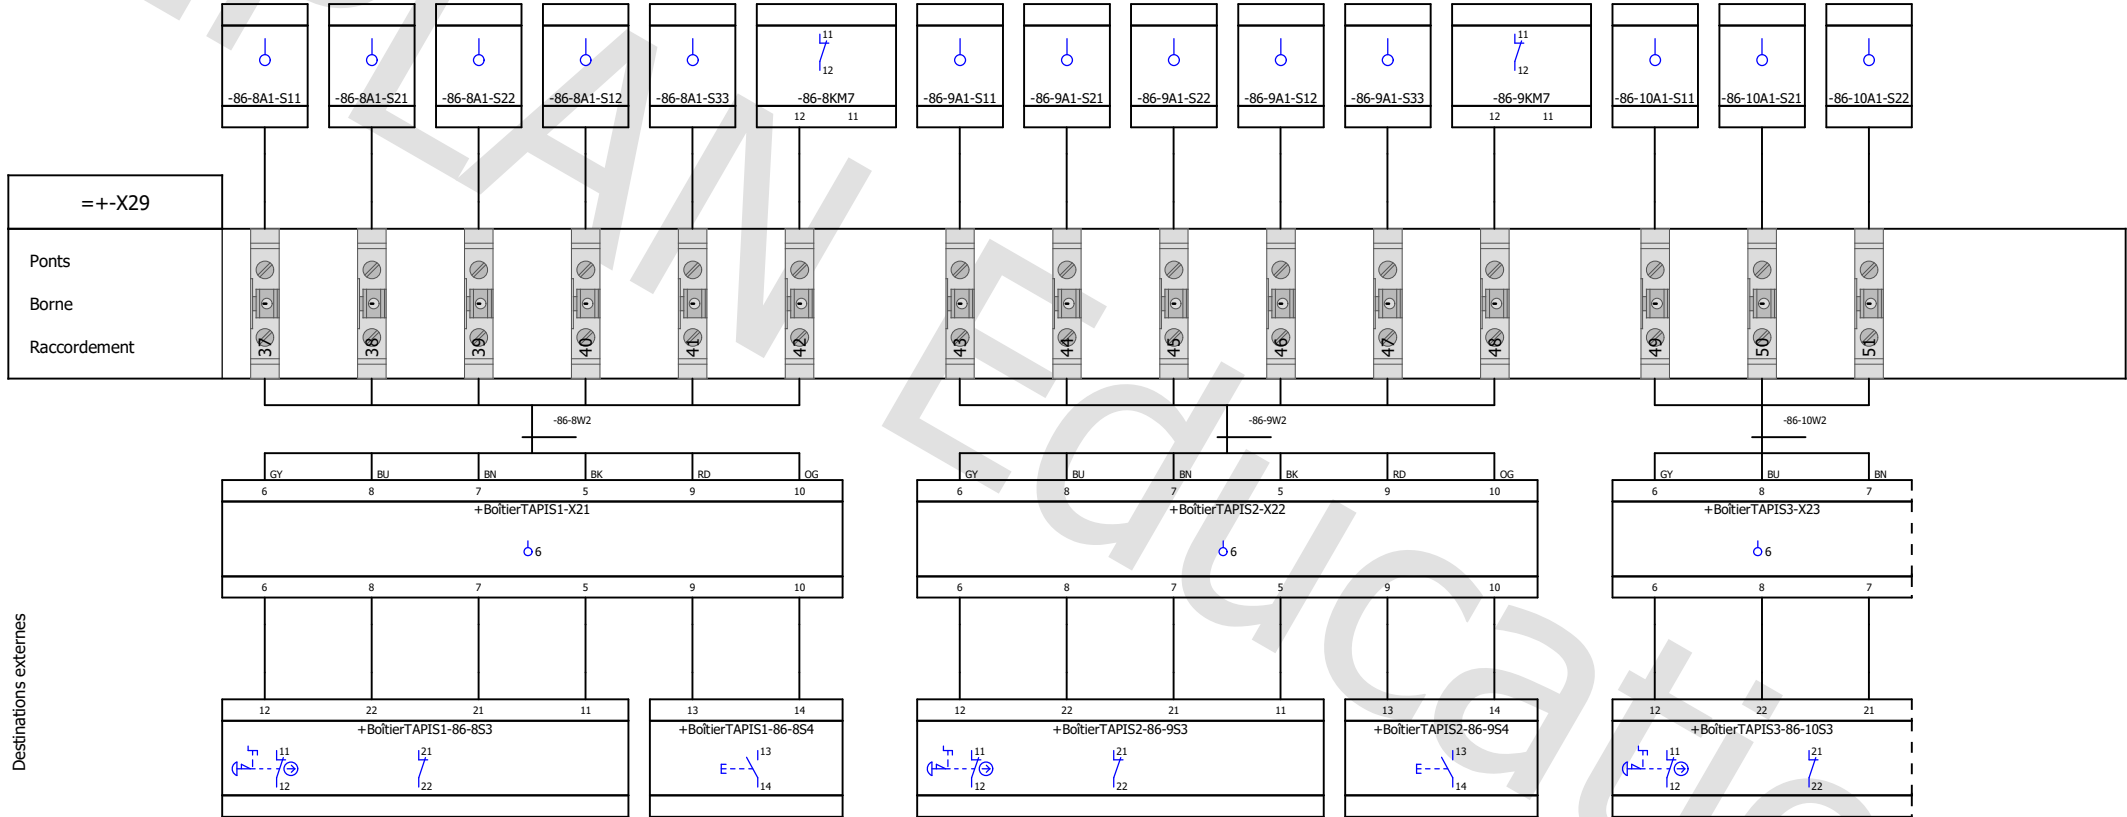 -86-8A1-S11 -86-8A1-S21 -86-8A1-S22 -86-8A1-S12 -86-8A1-S33 11 12 -86-8KM7 -86-9A1-S11 -86-9A1-S21 -86-9A1-S22 -86-9A1-S12 -86-9A1-S33 11 12 -86-9KM7 -86-10A1-S11 -86-10A1-S21 -86-10A1-S22
12 11 12 11
=+-X29
Ponts
Borne
Raccordement
37 38 39 40 41 42 43 44 45 46 47 48 49 50 51
-86-8W2 -86-9W2 -86-10W2
GY BU BN BK RD OG GY BU BN BK RD OG GY BU BN
6 8 7 5 9 10 6 8 7 5 9 10 6 8 7
+BoîtierTAPIS1-X21 +BoîtierTAPIS2-X22 +BoîtierTAPIS3-X23
6 6 6
6 8 7 5 9 10 6 8 7 5 9 10 6 8 7
Destinations externes
12 22 21 11 13 14 12 22 21 11 13 14 12 22 21
+BoîtierTAPIS1-86-8S3 +BoîtierTAPIS1-86-8S4 +BoîtierTAPIS2-86-9S3 +BoîtierTAPIS2-86-9S4 +BoîtierTAPIS3-86-10S3
11 21 13 11 21 13 11 21
E E
12 22 14 12 22 14 12 22
PLAN Educatio